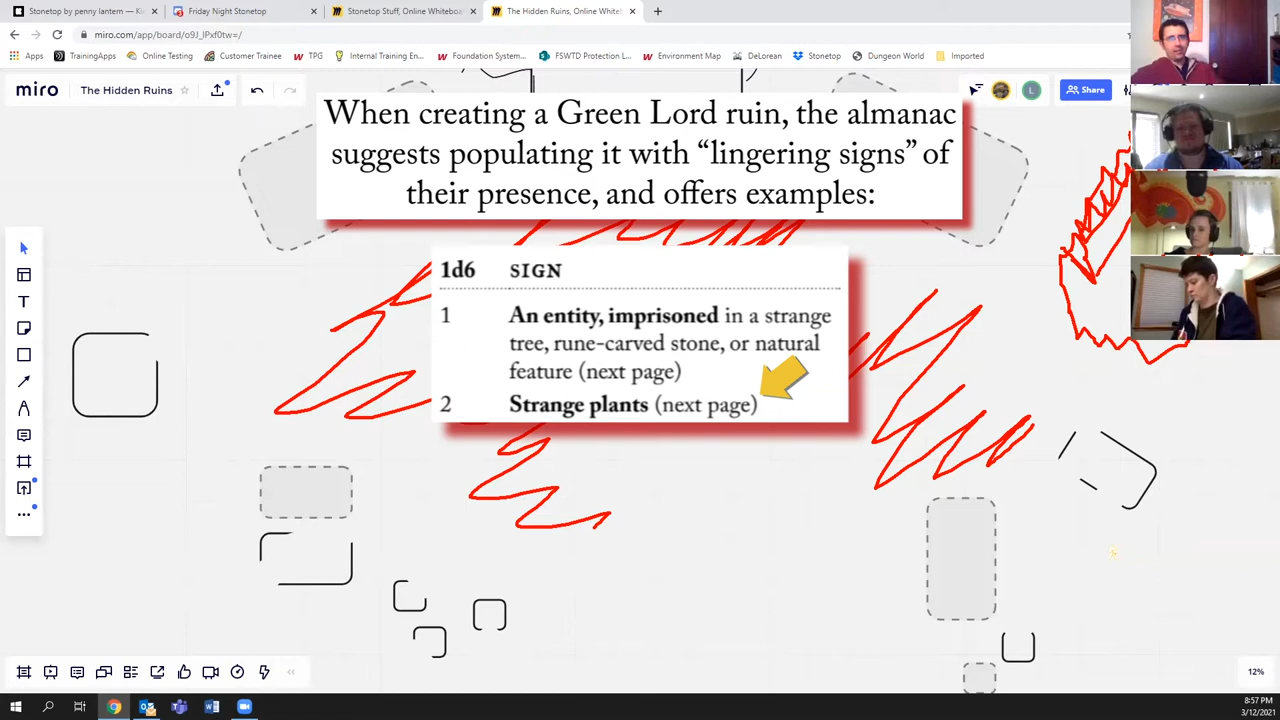 Stonetop by penny lantern — Ki
Friday Night Stonetop
Stonetop Stuff, Online Whiteboa
The Hidden Ruins, Online Whiteb
miro.com/app/board/o9J_lPxf0tw=/
Apps
TrainingApps
Online Testing
Customer Trainee
TPG
Internal Training En...
Foundation System...
FSWTD Protection L...
Environment Map
DeLorean
Stonetop
Dungeon World
Imported
miro
The Hidden Ruins
L
Share
When creating a Green Lord ruin, the almanac
suggests populating it with “lingering signs” of
their presence, and offers examples:
1d6 SIGN
1 An entity, imprisoned in a strange
tree, rune-carved stone, or natural
feature (next page)
2 Strange plants (next page)
12%
8:57 PM
3/12/2021